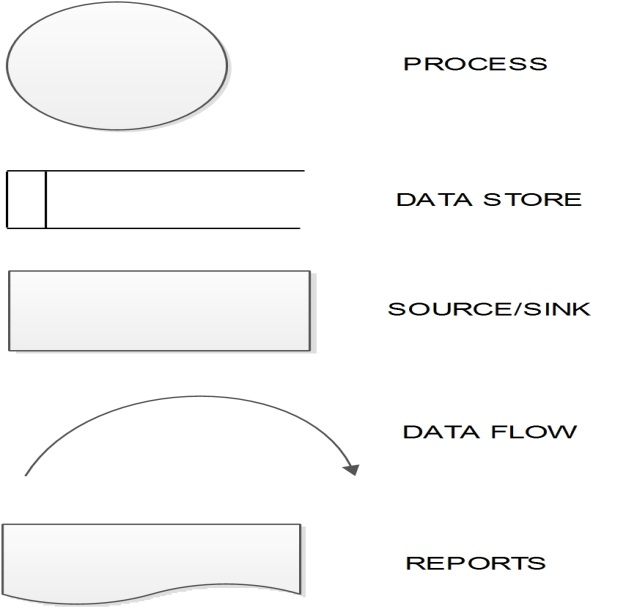 PROCESS
DATA STORE
SOURCE/SINK
DATA FLOW
REPORTS